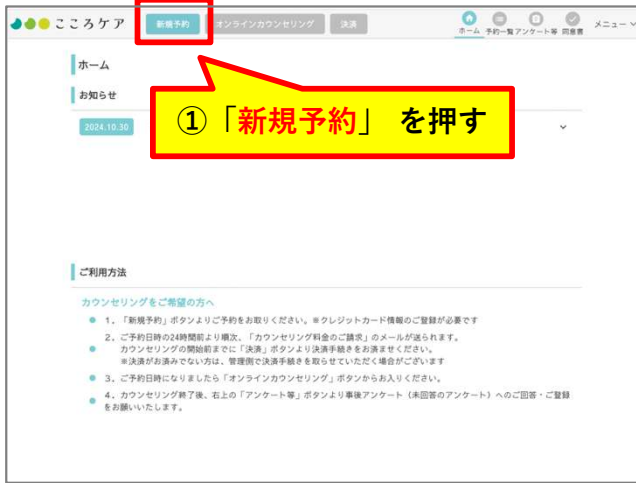 こころケア 新規予約 オンラインカウンセリング 決済 ホーム 予約一覧 アンケート等 同意書 メニュー
ホーム
お知らせ
①「新規予約」 を押す
2024.10.30
ご利用方法
カウンセリングをご希望の方へ
1、「新規予約」ボタンよりご予約をお取りください。※クレジットカード情報のご登録が必要です
2、ご予約日時の24時間前より順次、「カウンセリング料金のご請求」のメールが送られます。
カウンセリングの開始前までに「決済」ボタンより決済手続きをお済ませください。
※決済がお済みでない方は、管理側で決済手続きを取らせていただく場合がございます
3、ご予約日時になりましたら「オンラインカウンセリング」ボタンからお入りください。
4、カウンセリング終了後、右上の「アンケート等」ボタンより事後アンケート（未回答のアンケート）へのご回答・ご登録
をお願いいたします。